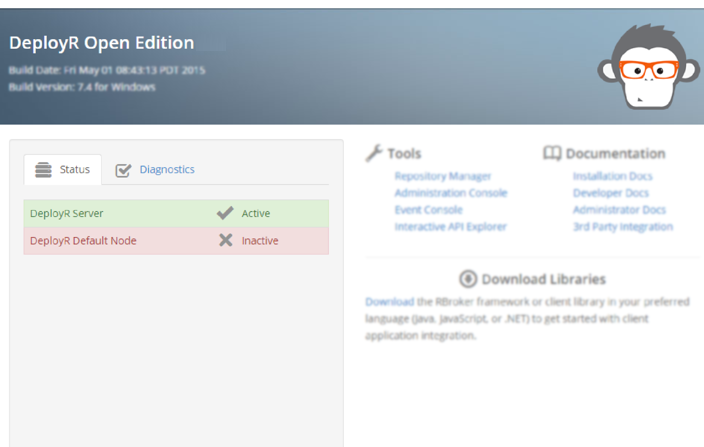 DeployR Open Edition
Build Date: Fri May 01 08:43:13 PDT 2015
Build Version: 7.4 for Windows
Status
Diagnostics
DeployR Server Active
DeployR Default Node Inactive
Tools
Repository Manager
Administration Console
Event Console
Interactive API Explorer
Documentation
Installation Docs
Developer Docs
Administrator Docs
3rd Party Integration
Download Libraries
Download the RBroker framework or client library in your preferred
language (Java, JavaScript, or .NET) to get started with client
application integration.